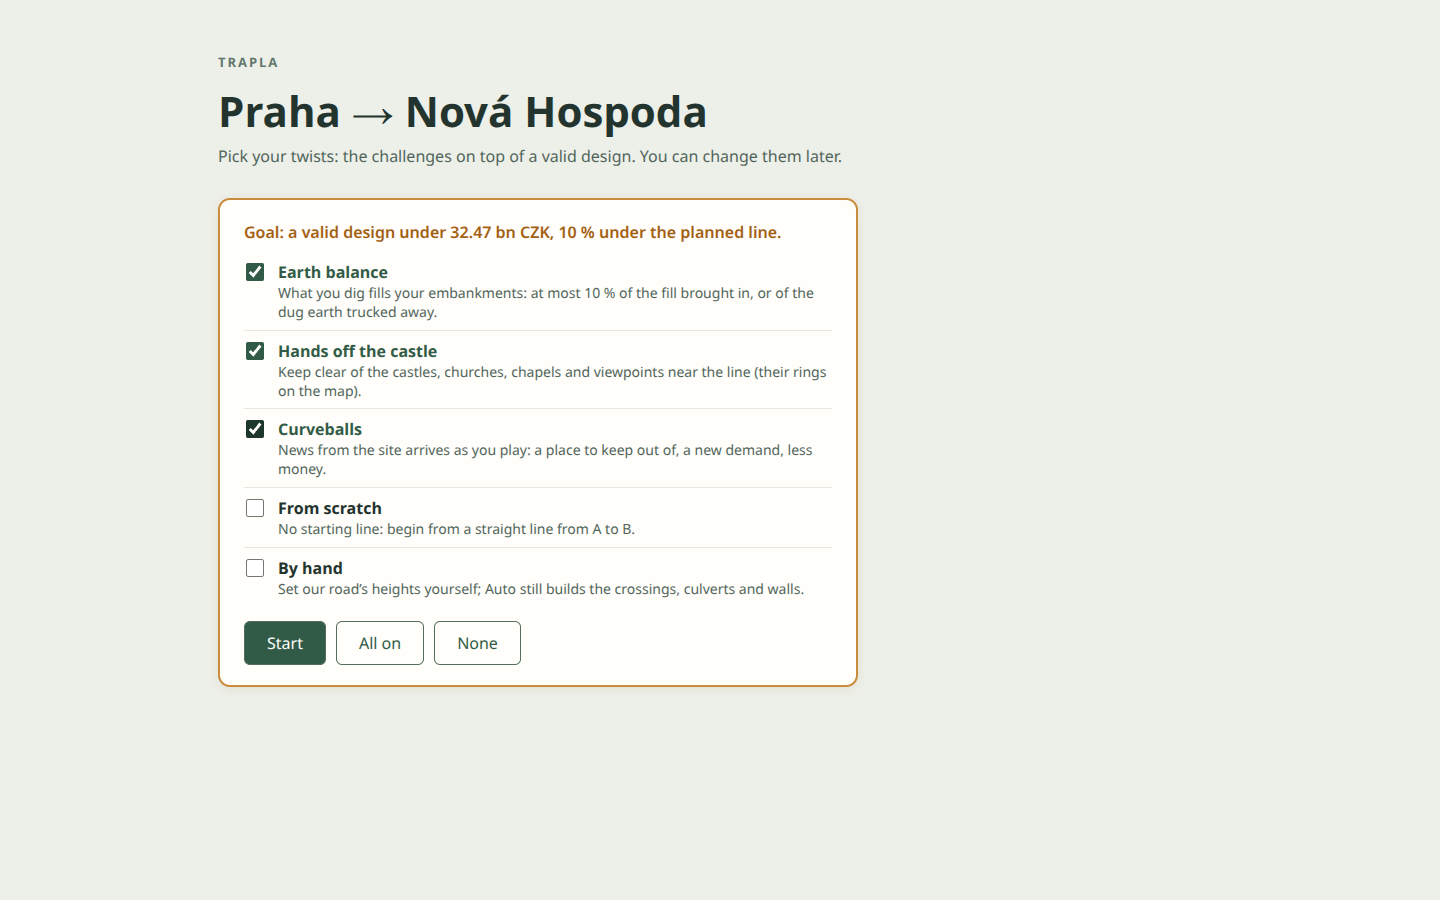 TRAPLA
Praha → Nová Hospoda
Pick your twists: the challenges on top of a valid design. You can change them later.
Goal: a valid design under 32.47 bn CZK, 10 % under the planned line.
Earth balance
What you dig fills your embankments: at most 10 % of the fill brought in, or of the
dug earth trucked away.
Hands off the castle
Keep clear of the castles, churches, chapels and viewpoints near the line (their rings
on the map).
Curveballs
News from the site arrives as you play: a place to keep out of, a new demand, less
money.
From scratch
No starting line: begin from a straight line from A to B.
By hand
Set our road’s heights yourself; Auto still builds the crossings, culverts and walls.
Start
All on
None